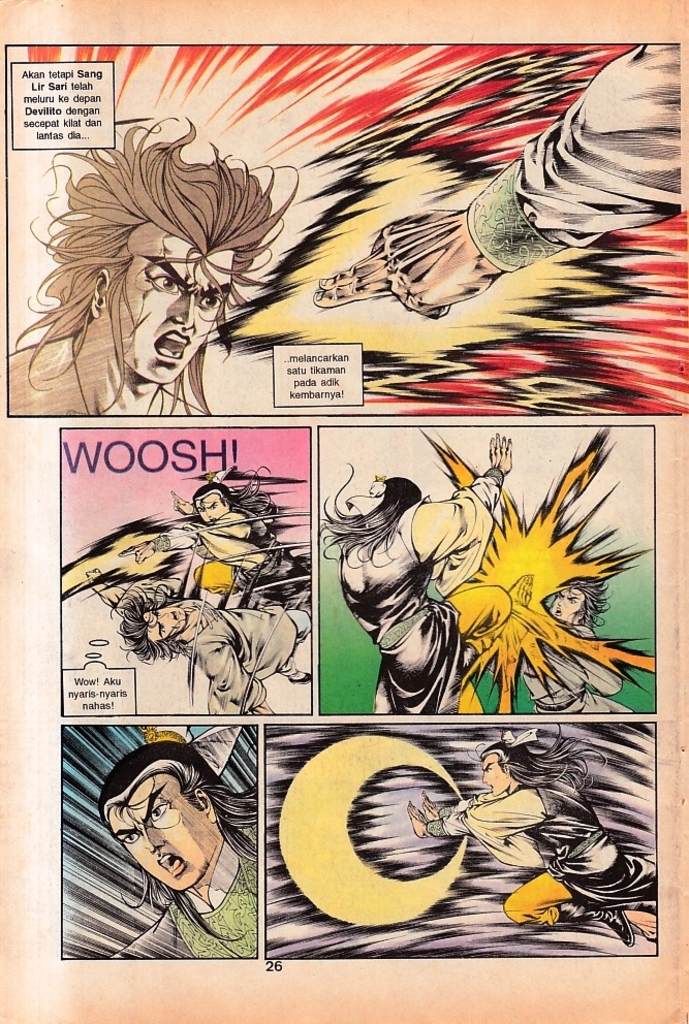 Akan tetapi Sang
Lir Sari telah
meluru ke depan
Devilito dengan
secepat kilat dan
lantas dia...
..melancarkan
satu tikaman
pada adik
kembarnya!
WOOSH!
Wow! Aku
nyaris-nyaris
nahas!
26